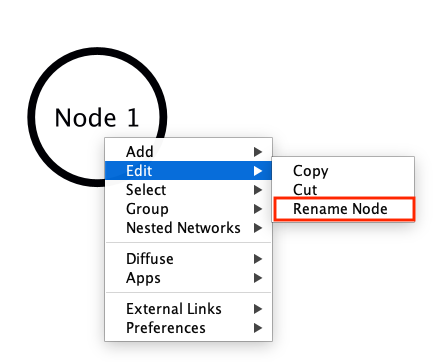 Node 1
Add
Edit
Select
Group
Nested Networks
Diffuse
Apps
External Links
Preferences
Copy
Cut
Rename Node